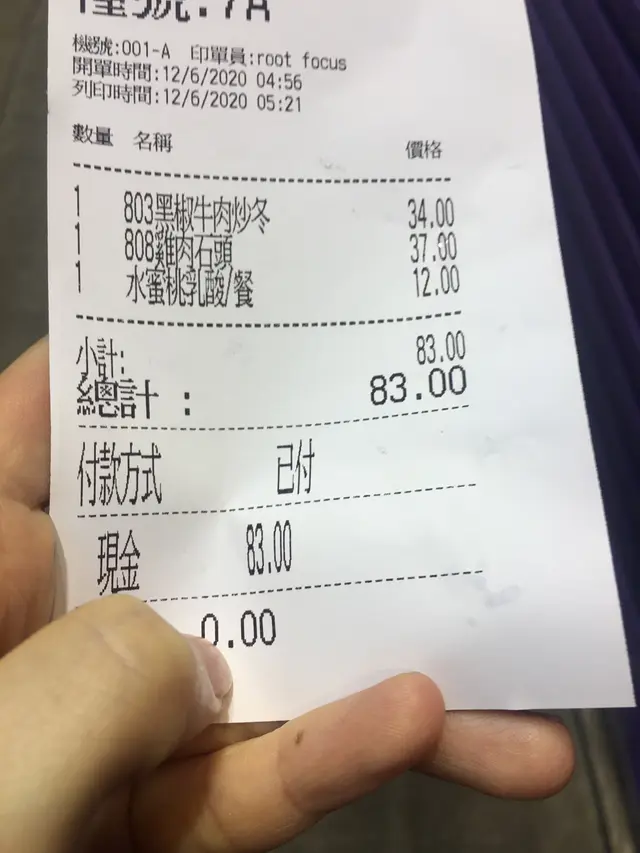 檯號:7A
機號:001-A 印單員:root focus
開單時間:12/6/2020 04:56
列印時間:12/6/2020 05:21
數量 名稱 價格
1 803黑椒牛肉炒冬 34.00
1 808雞肉石頭 37.00
1 水蜜桃乳酸/餐 12.00
小計: 83.00
總計 : 83.00
付款方式 已付
現金 83.00
0.00